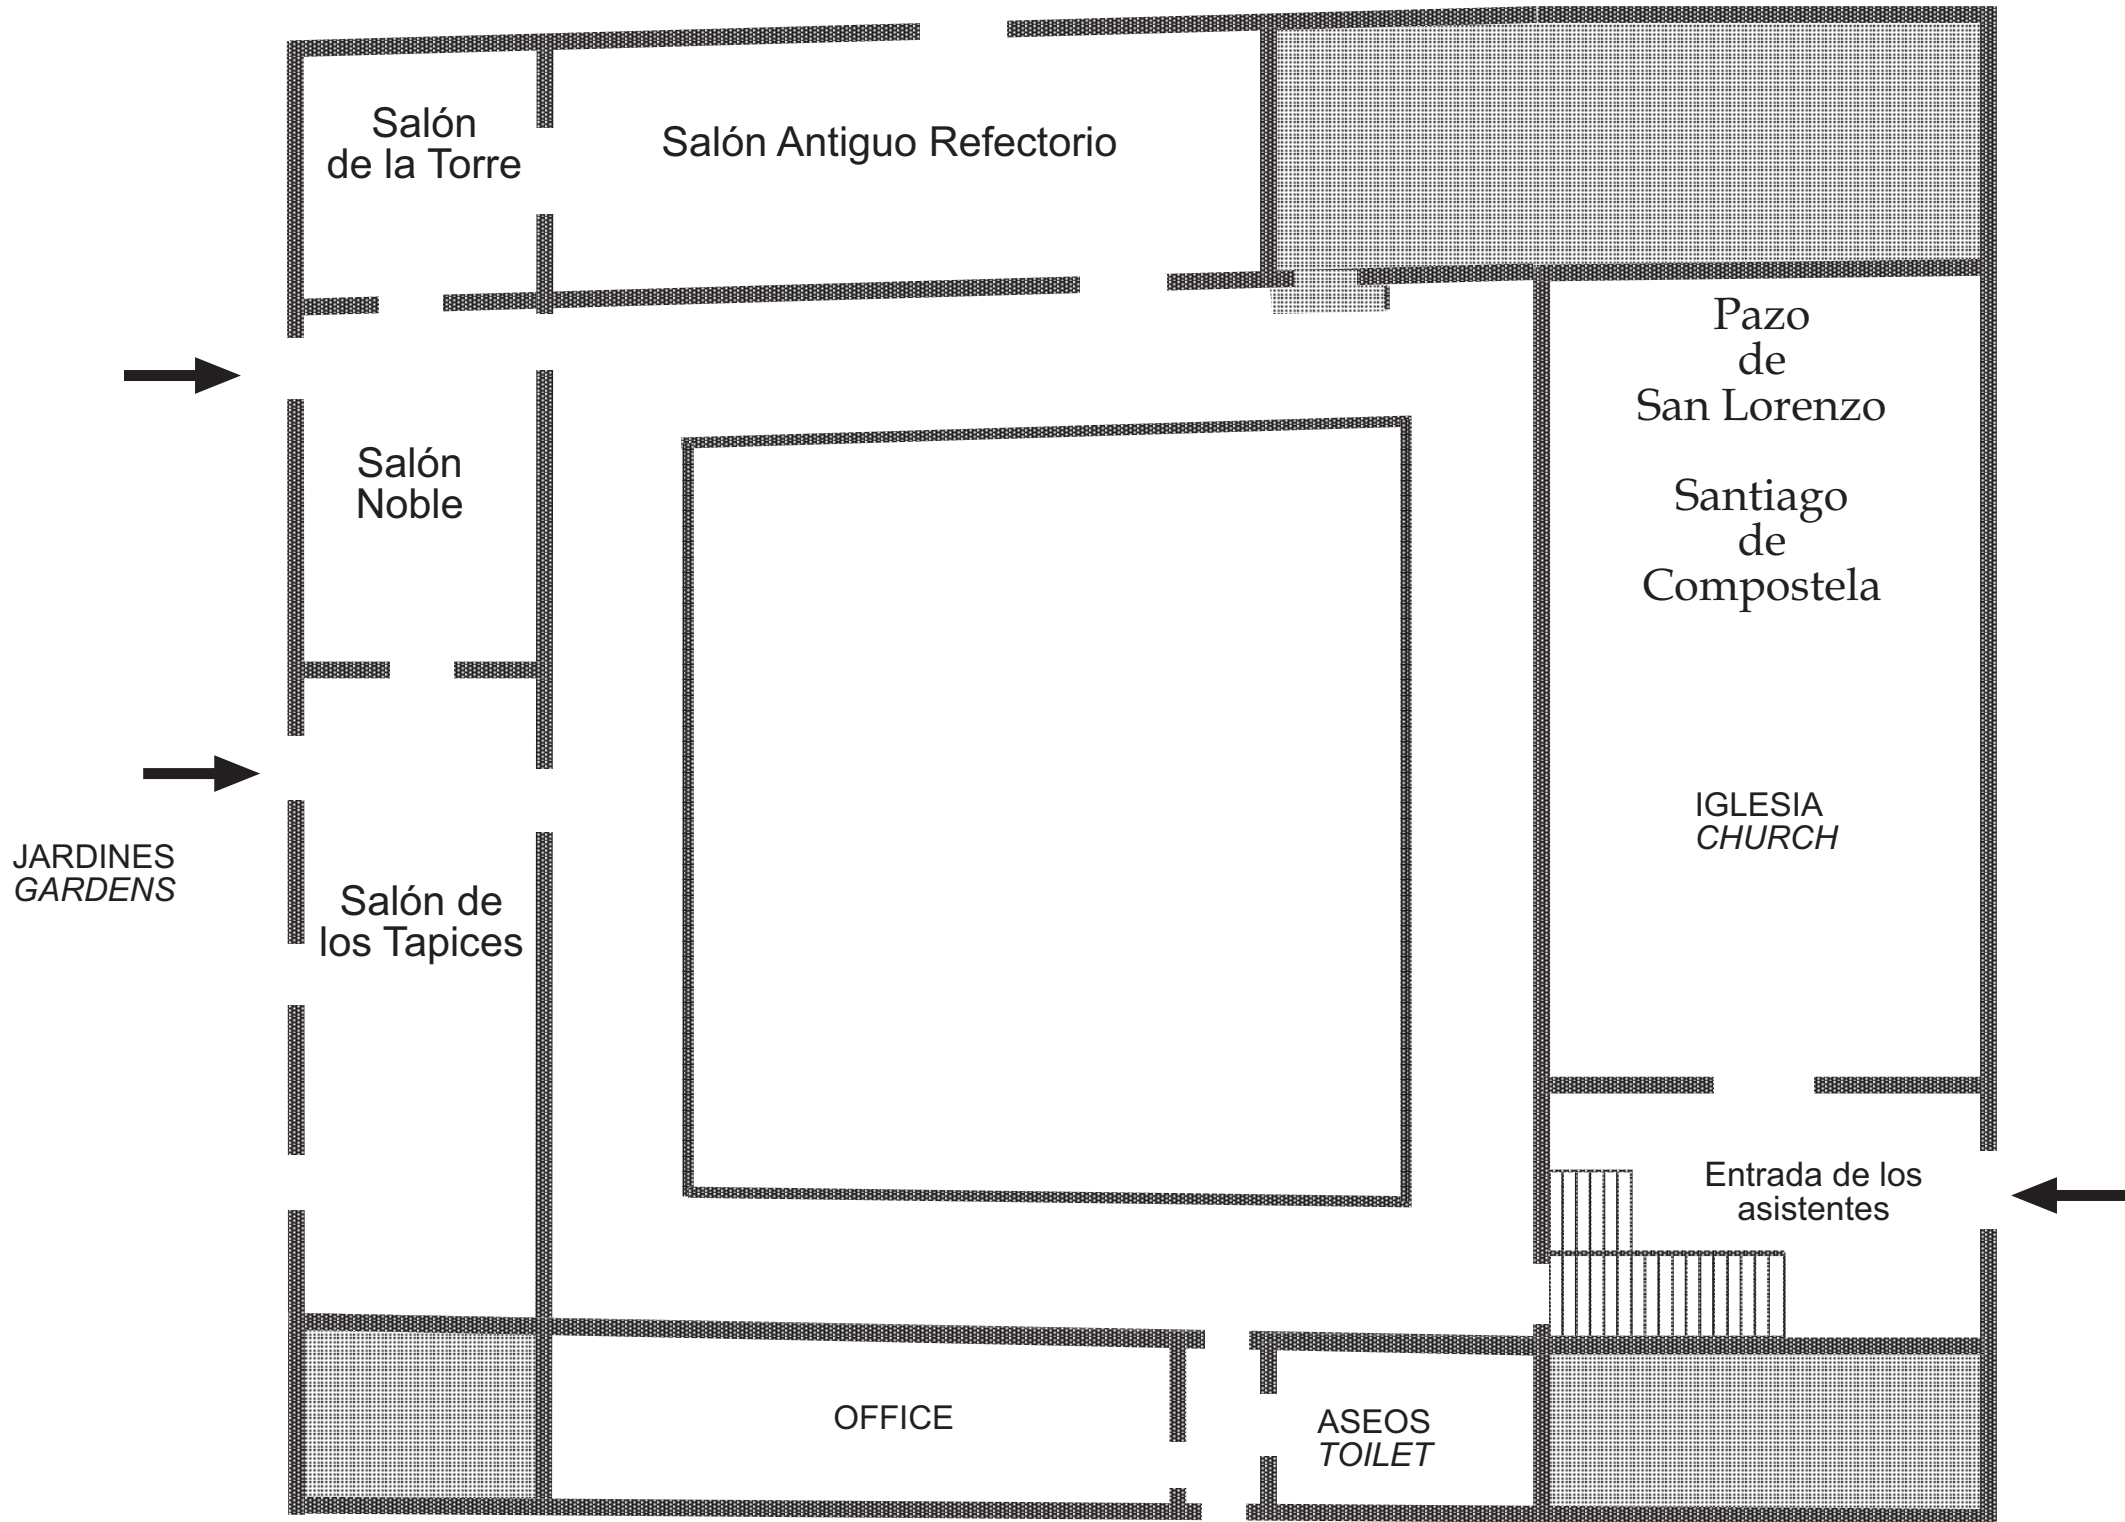 Salón
de la Torre
Salón Antiguo Refectorio
Pazo
de
San Lorenzo
Santiago
de
Compostela
Salón
Noble
IGLESIA
CHURCH
JARDINES
GARDENS
Salón de
los Tapices
Entrada de los
asistentes
OFFICE
ASEOS
TOILET